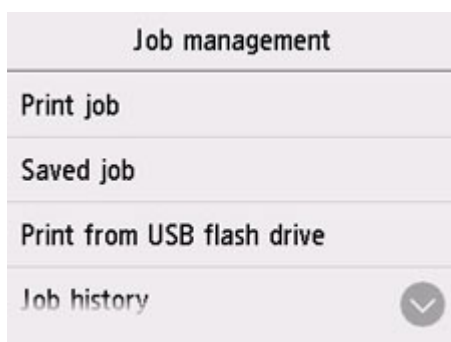 Job management
Print job
Saved job
Print from USB flash drive
Job history